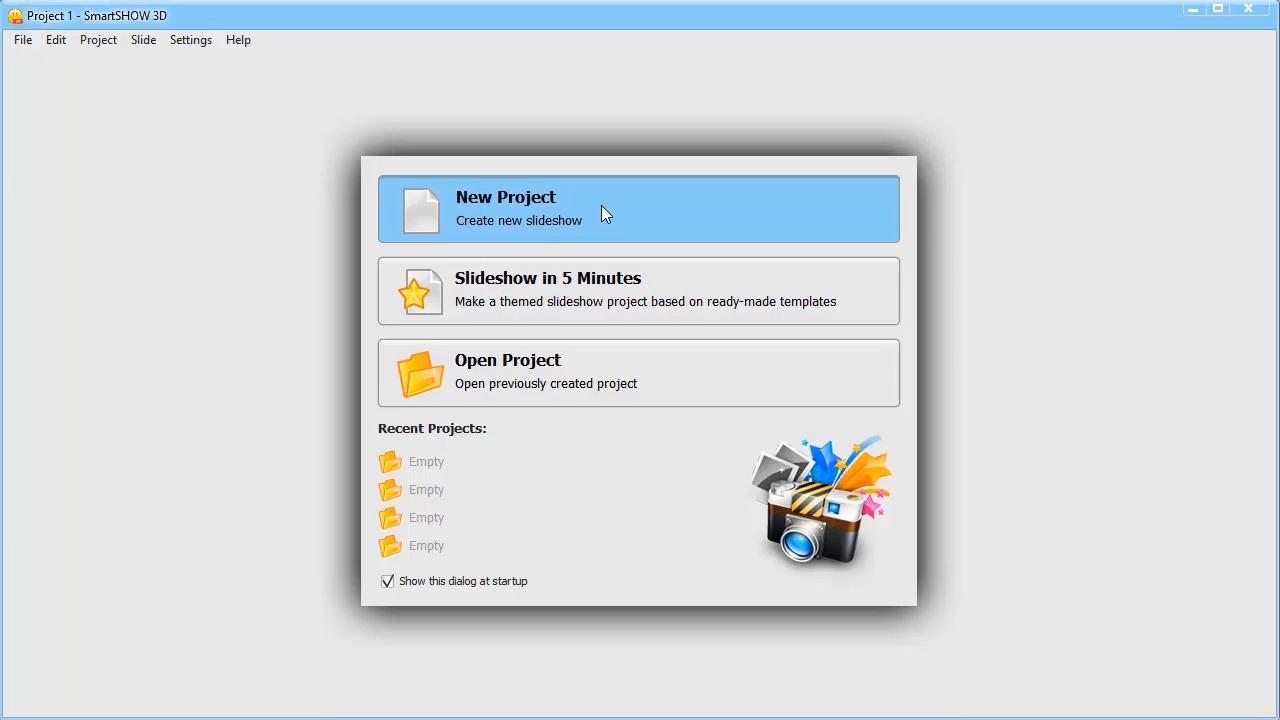 Project 1 - SmartSHOW 3D
File Edit Project Slide Settings Help
New Project
Create new slideshow
Slideshow in 5 Minutes
Make a themed slideshow project based on ready-made templates
Open Project
Open previously created project
Recent Projects:
Empty
Empty
Empty
Empty
Show this dialog at startup